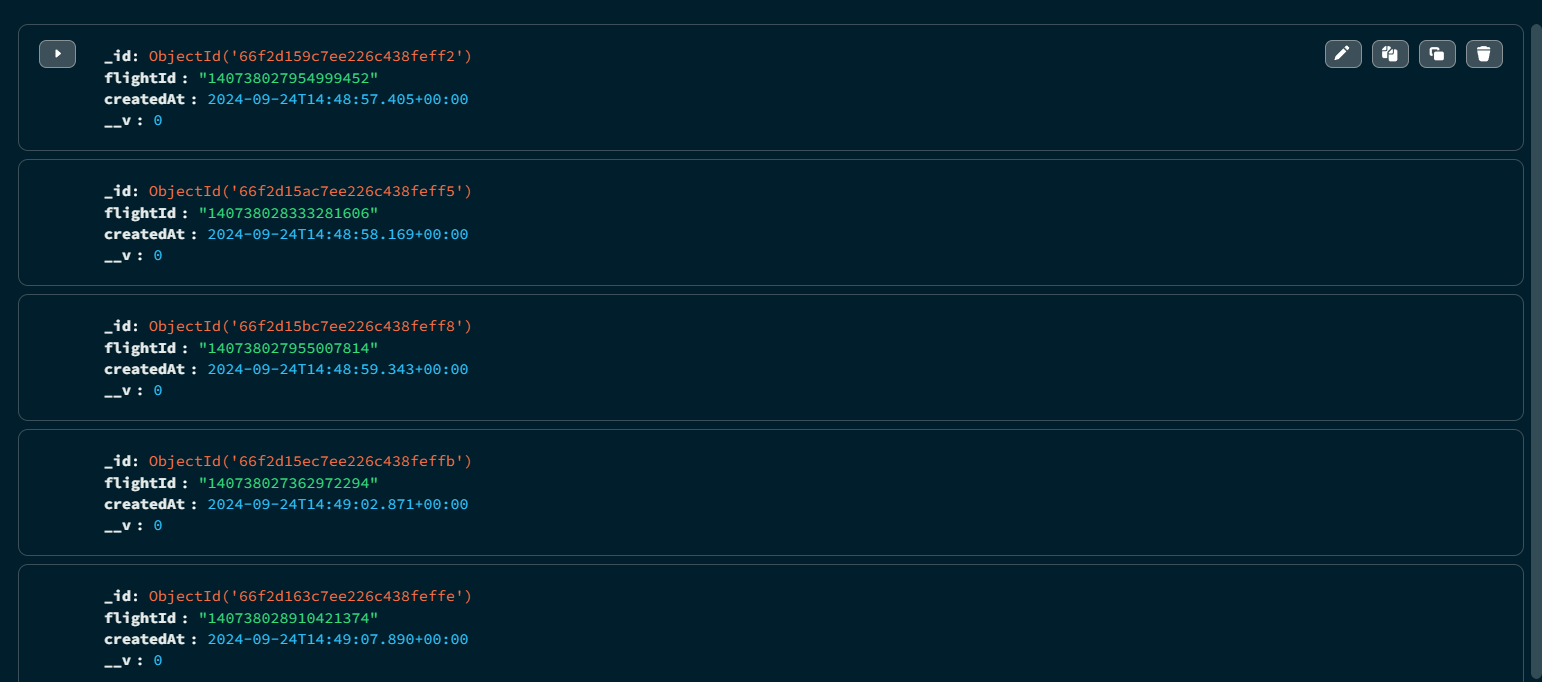 _id: ObjectId('66f2d159c7ee226c438feff2')
flightId : "140738027954999452"
createdAt : 2024-09-24T14:48:57.405+00:00
__v : 0
_id: ObjectId('66f2d15ac7ee226c438feff5')
flightId : "140738028333281606"
createdAt : 2024-09-24T14:48:58.169+00:00
__v : 0
_id: ObjectId('66f2d15bc7ee226c438feff8')
flightId : "140738027955007814"
createdAt : 2024-09-24T14:48:59.343+00:00
__v : 0
_id: ObjectId('66f2d15ec7ee226c438feffb')
flightId : "140738027362972294"
createdAt : 2024-09-24T14:49:02.871+00:00
__v : 0
_id: ObjectId('66f2d163c7ee226c438feffe')
flightId : "140738028910421374"
createdAt : 2024-09-24T14:49:07.890+00:00
__v : 0